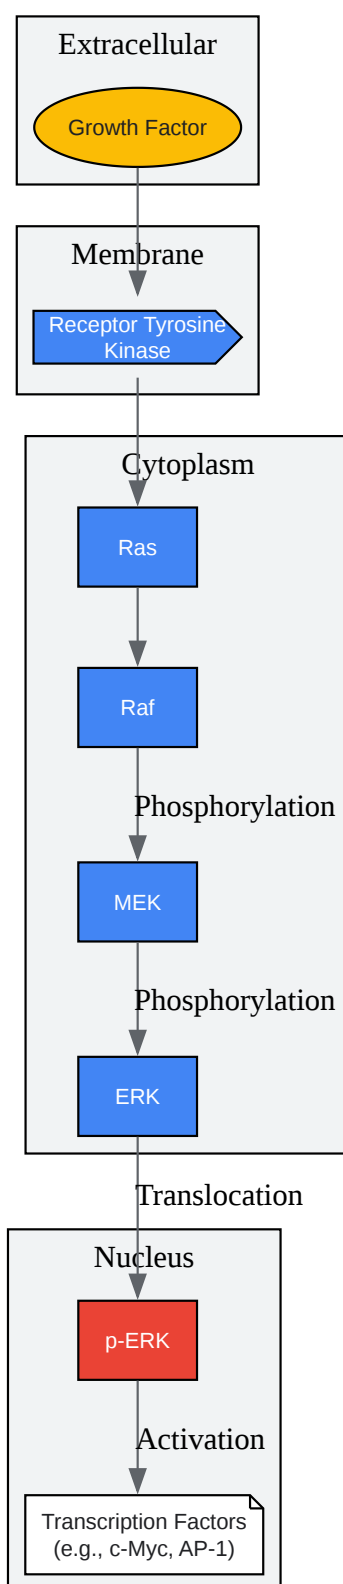 Extracellular
Growth Factor
Membrane
Receptor Tyrosine
Kinase
Cytoplasm
Ras
Raf
Phosphorylation
MEK
Phosphorylation
ERK
Translocation
Nucleus
p-ERK
Activation
Transcription Factors
(e.g., c-Myc, AP-1)